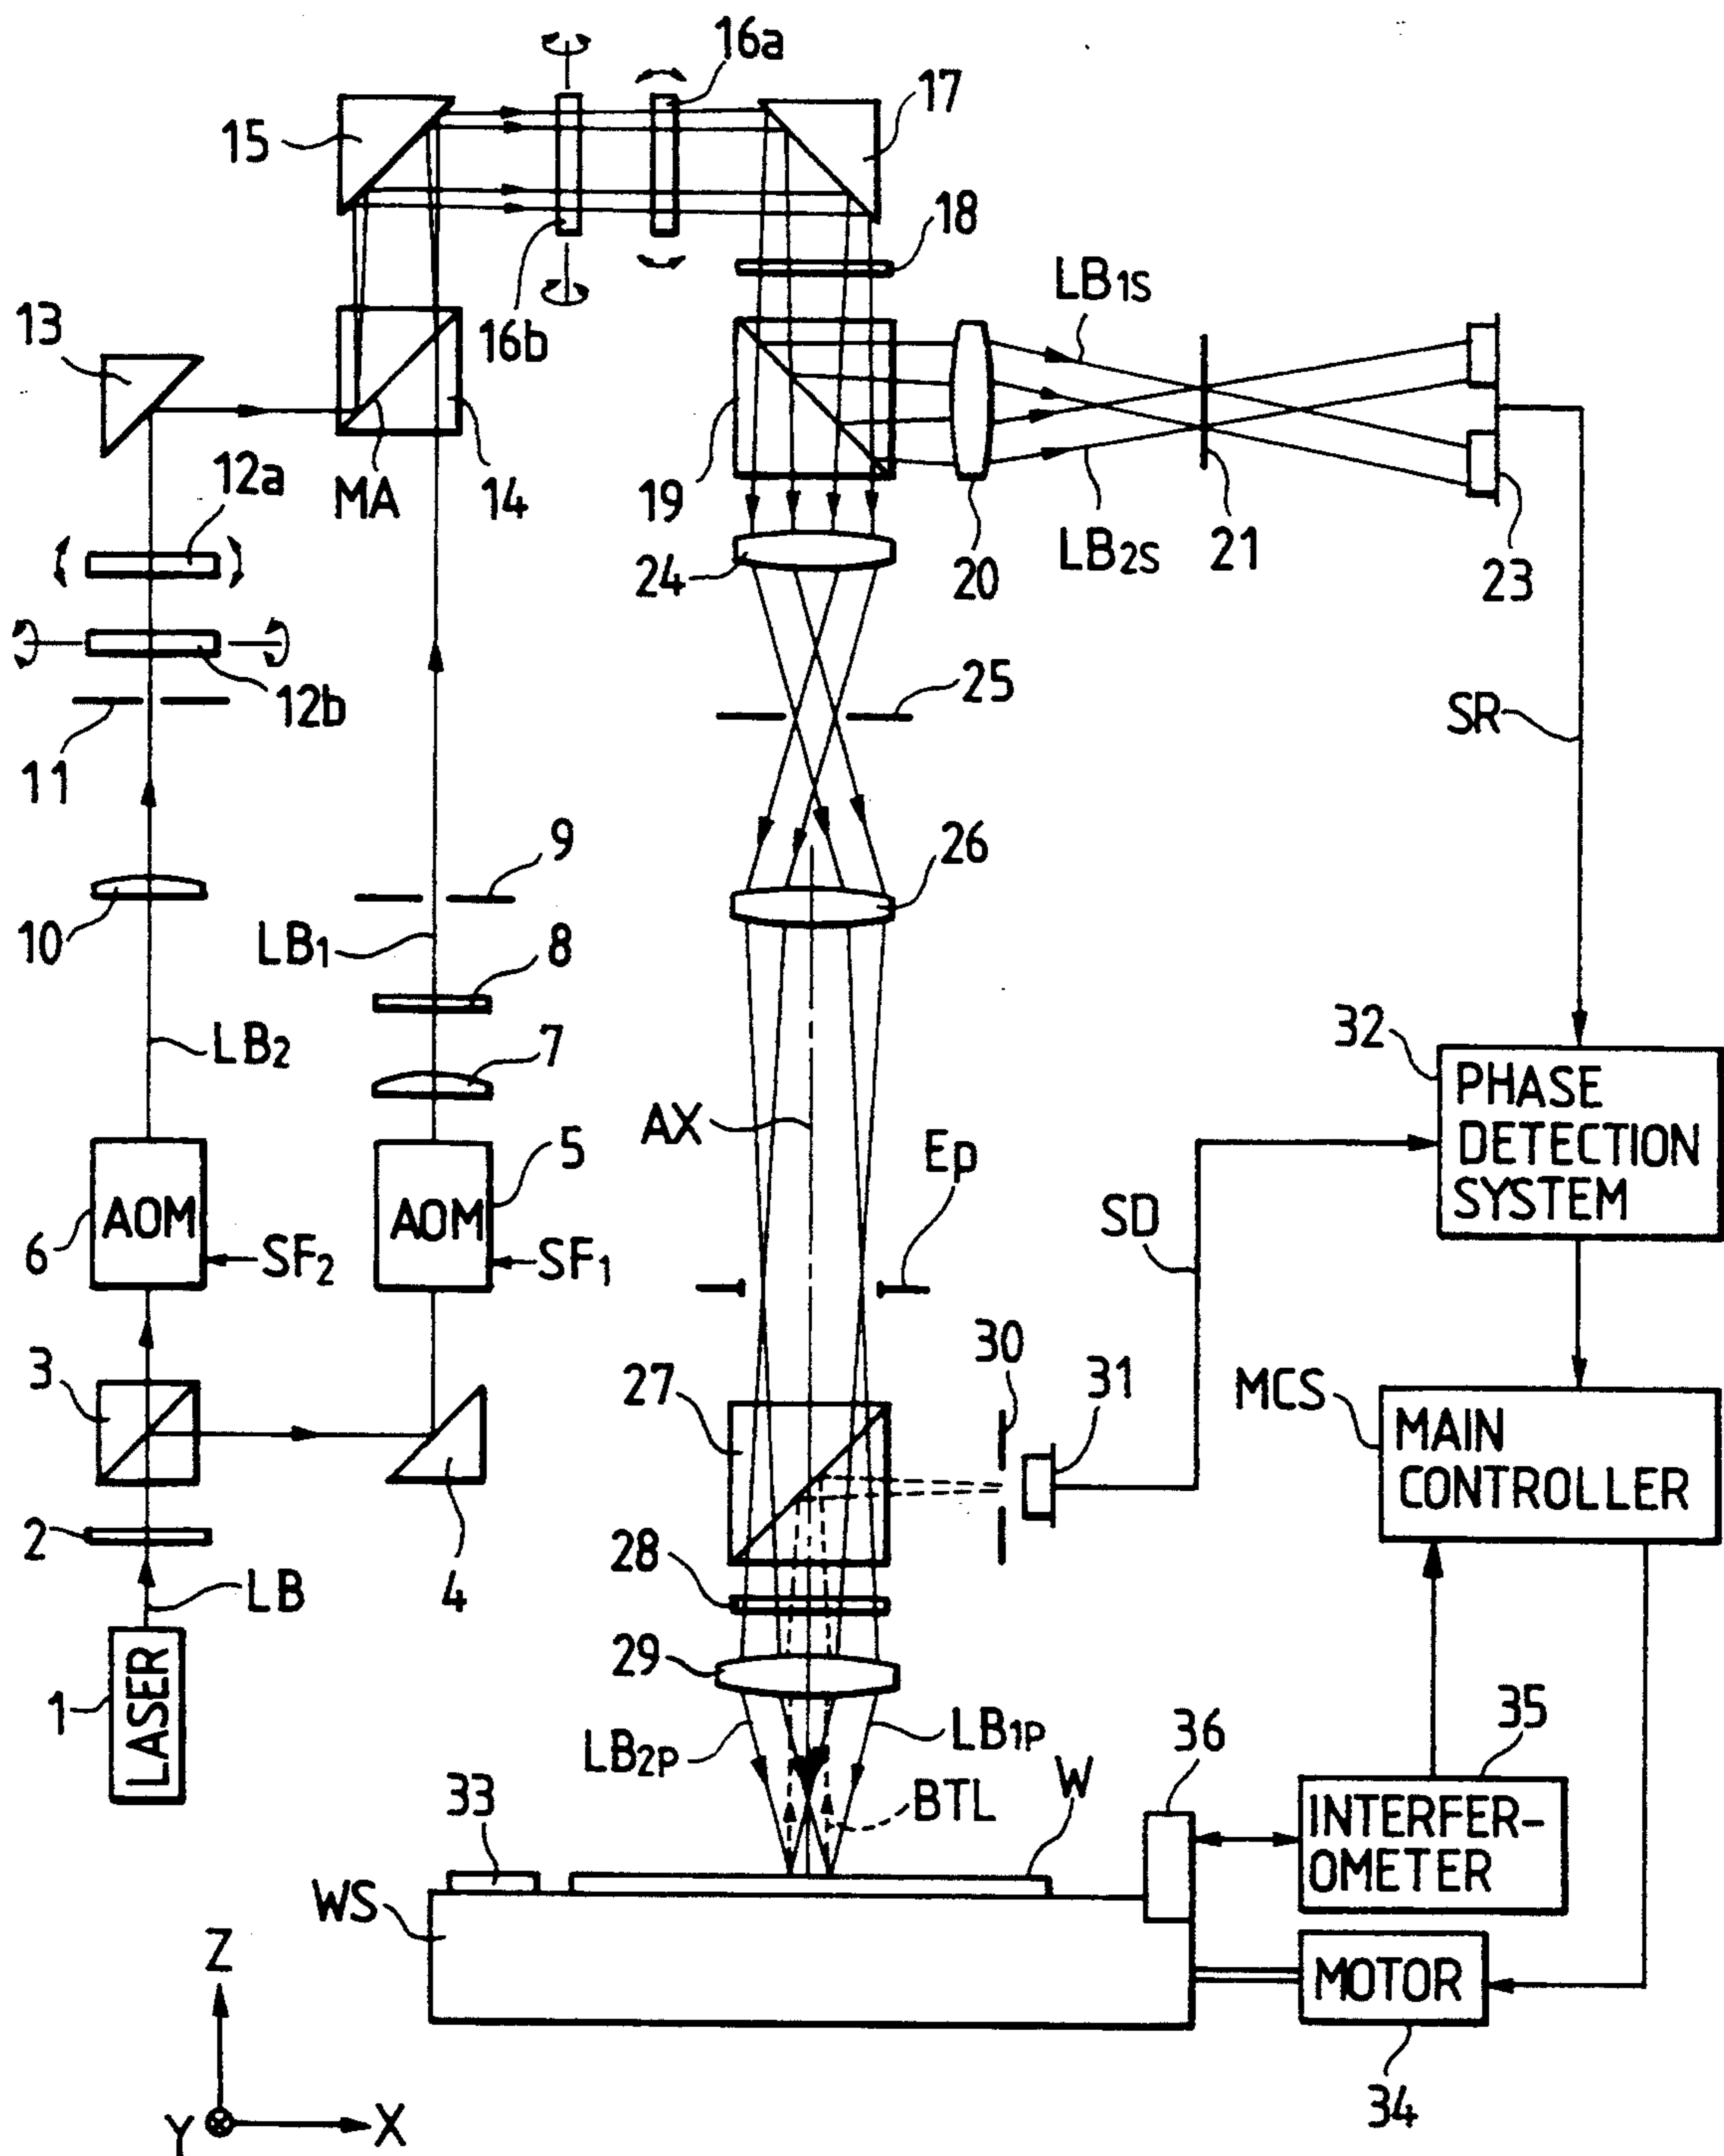 16a
17
15
18
LB1S
13
16b
12a
MA
14
19
20
LB2S
21
23
24
12b
25
SR
11
9
26
10
LB1
8
LB2
7
32
PHASE
DETECTION
SYSTEM
AX
5
Ep
AOM
AOM
6
SF2
SF1
SD
3
30
31
27
MCS
MAIN
CONTROLLER
2
28
LB
4
29
1
LASER
LB2P
LB1P
36
35
33
BTL
W
INTERFER-
OMETER
WS
Z
MOTOR
34
Y
X